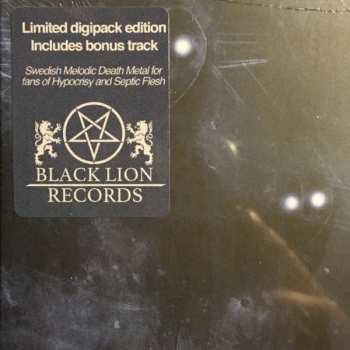 Limited digipack edition
Includes bonus track
Swedish Melodic Death Metal for
fans of Hypocrisy and Septic Flesh
BLACK LION
RECORDS